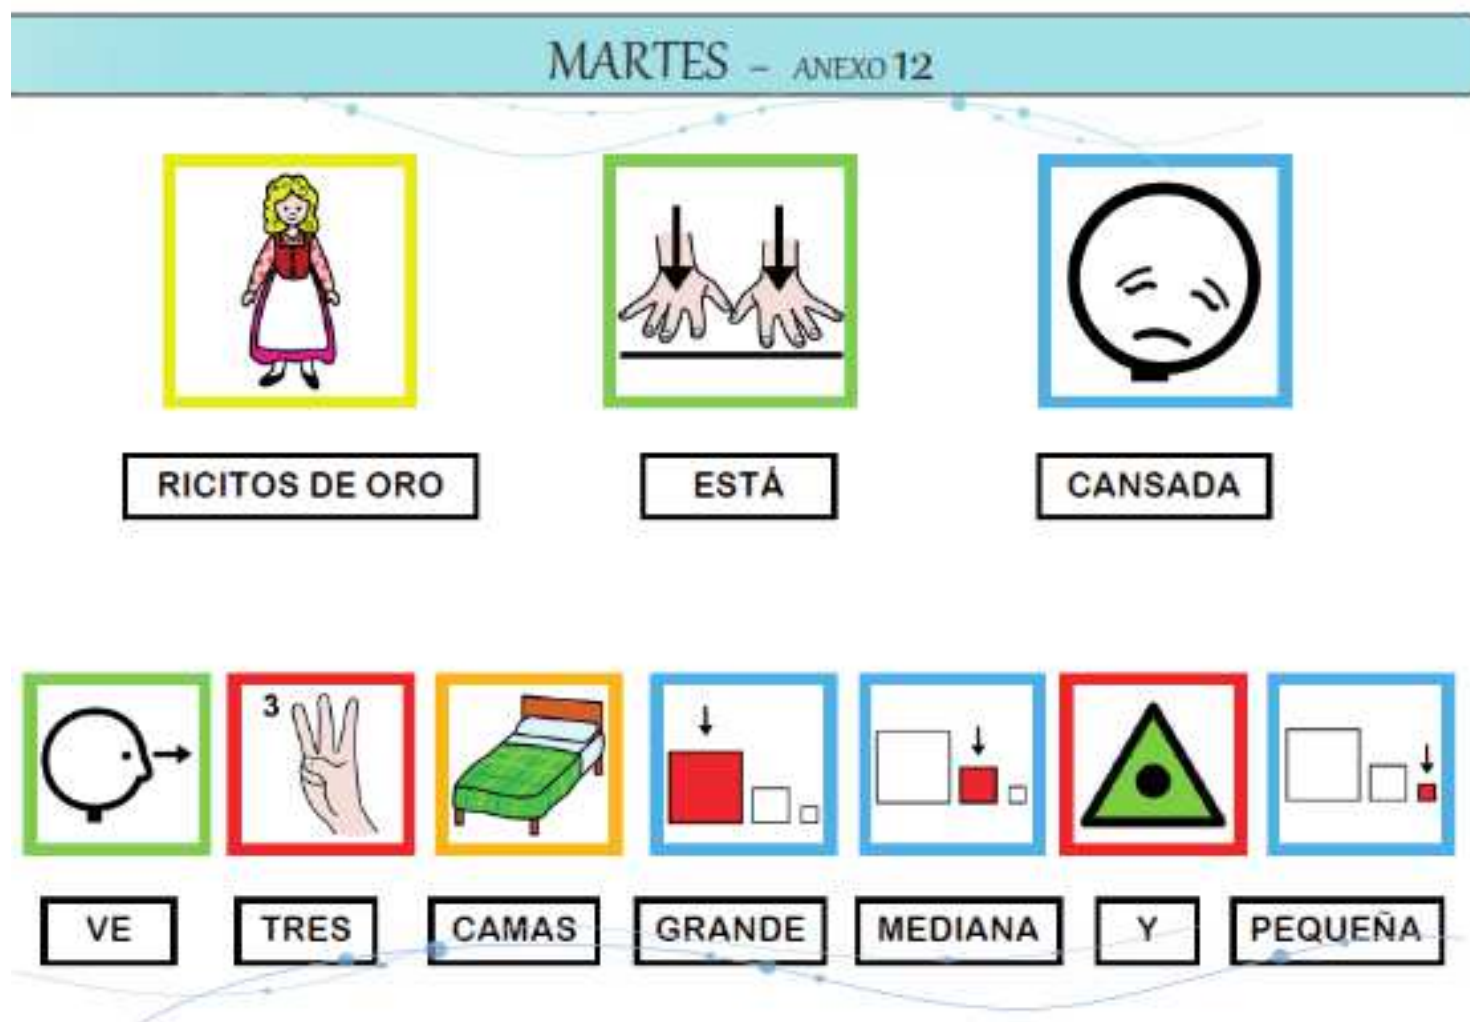 MARTES – ANEXO 12
RICITOS DE ORO ESTÁ CANSADA
3
VE TRES CAMAS GRANDE MEDIANA Y PEQUEÑA